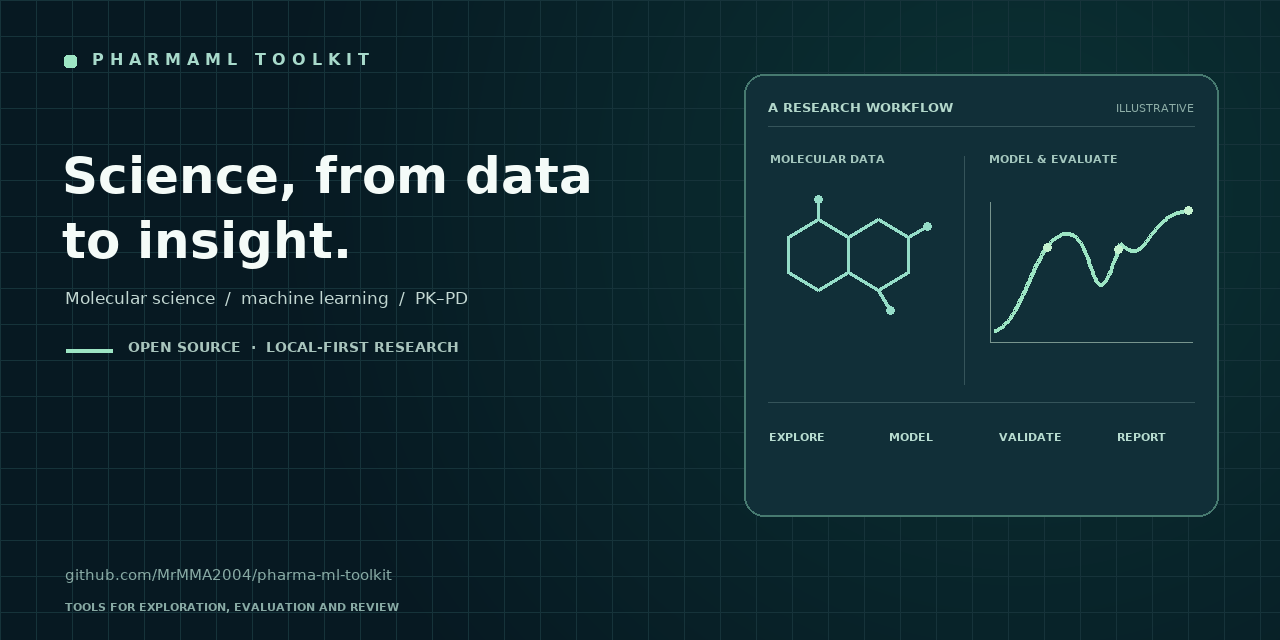 PHARMAML TOOLKIT
Science, from data
to insight.
Molecular science / machine learning / PK–PD
OPEN SOURCE · LOCAL-FIRST RESEARCH
github.com/MrMMA2004/pharma-ml-toolkit
TOOLS FOR EXPLORATION, EVALUATION AND REVIEW
A RESEARCH WORKFLOW
ILLUSTRATIVE
MOLECULAR DATA
MODEL & EVALUATE
EXPLORE
MODEL
VALIDATE
REPORT